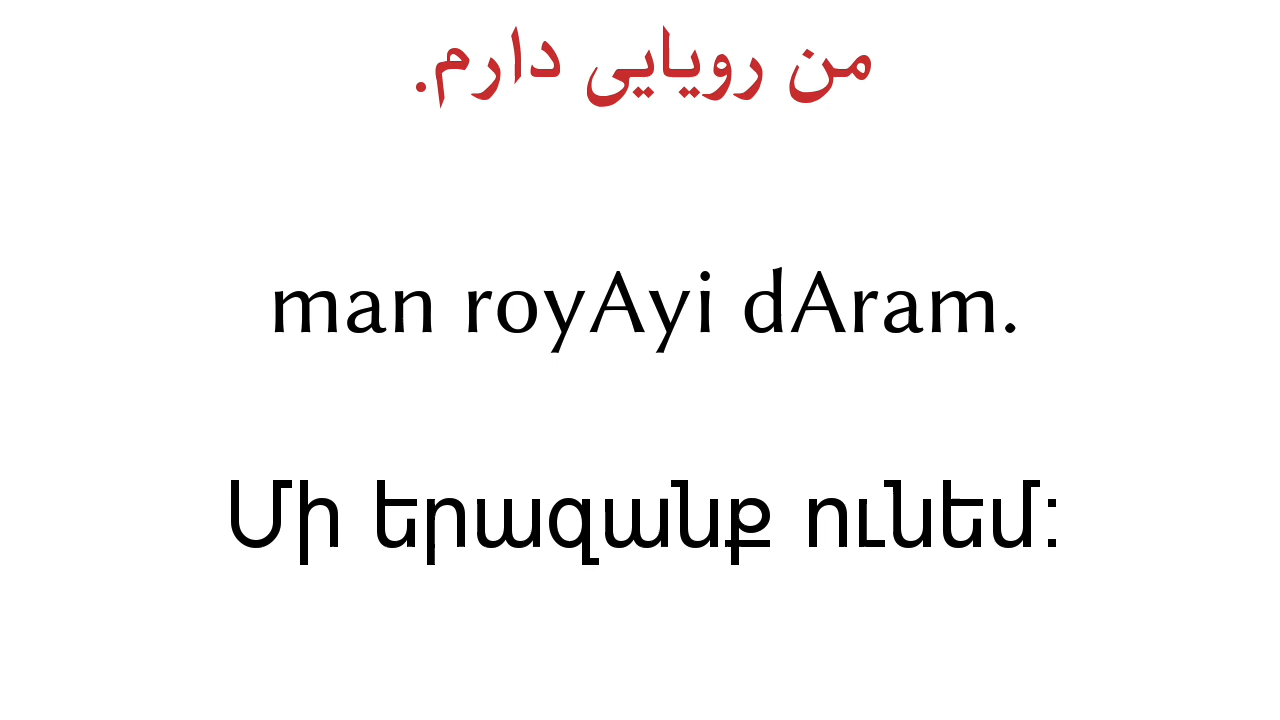 من رویایی دارم.
man royAyi dAram.
Մի երազանք ունեմ: